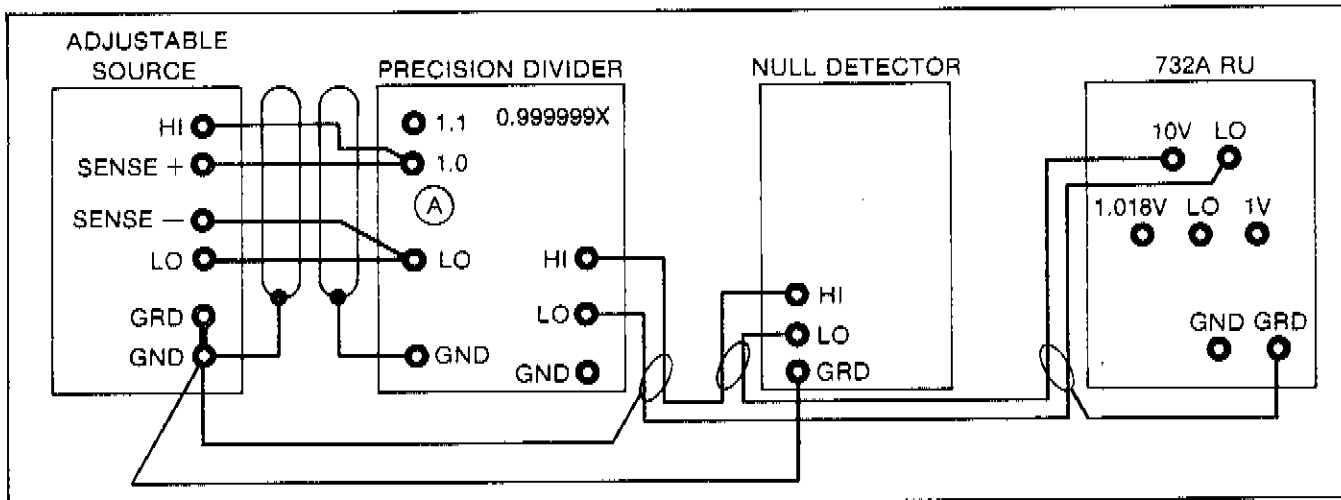 ADJUSTABLE
SOURCE
PRECISION DIVIDER
NULL DETECTOR
732A RU
HI
SENSE +
SENSE −
LO
GRD
GND
1.1
0.999999X
1.0
A
LO
GND
HI
LO
GND
HI
LO
GRD
10V
LO
1.018V
LO
1V
GND
GRD